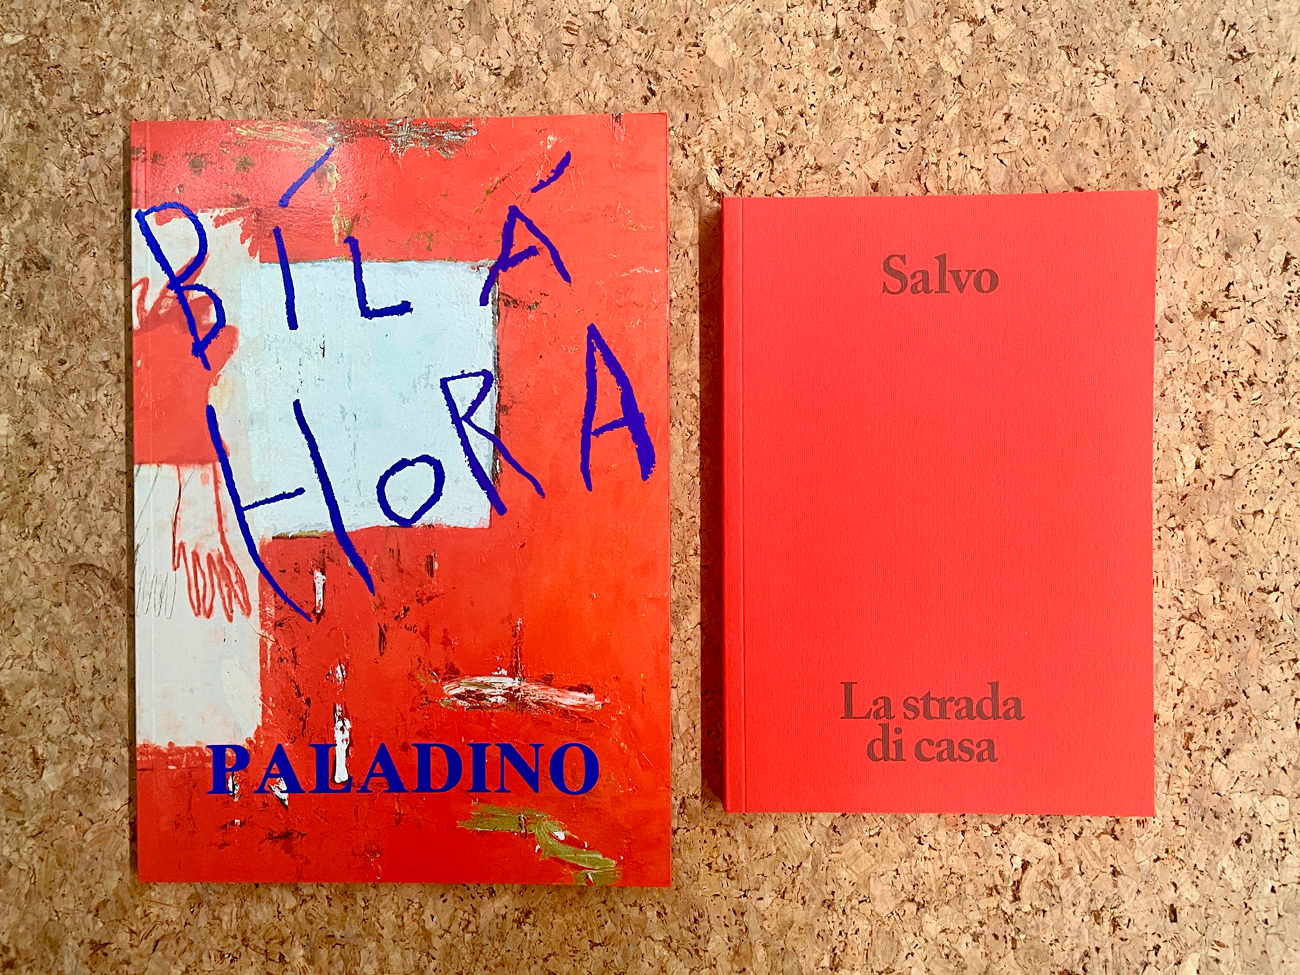 BÍLÁ
HORA
PALADINO
Salvo
La strada
di casa